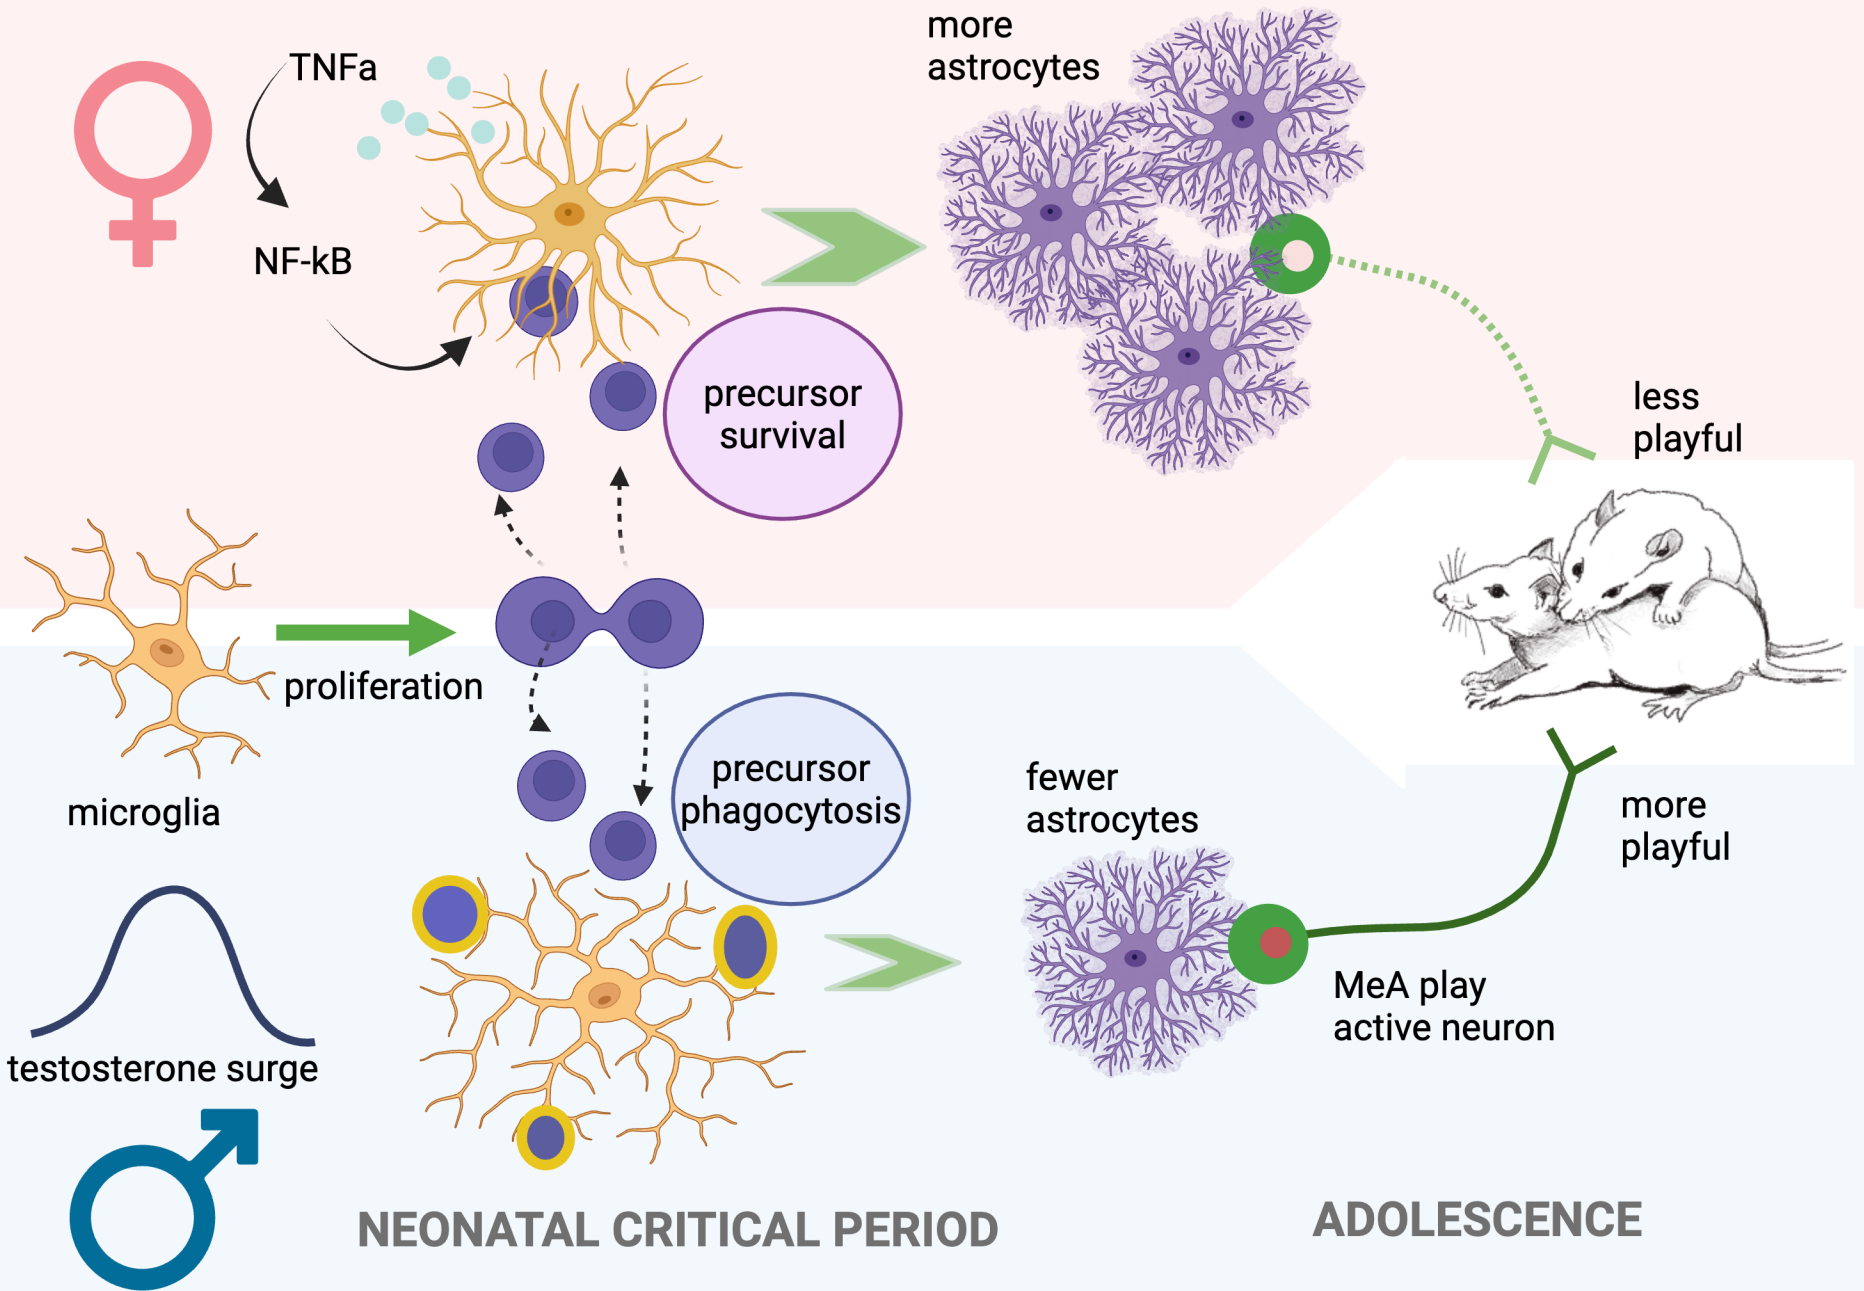 TNFa
NF-kB
more
astrocytes
precursor
survival
less
playful
proliferation
microglia
precursor
phagocytosis
fewer
astrocytes
more
playful
testosterone surge
MeA play
active neuron
NEONATAL CRITICAL PERIOD
ADOLESCENCE